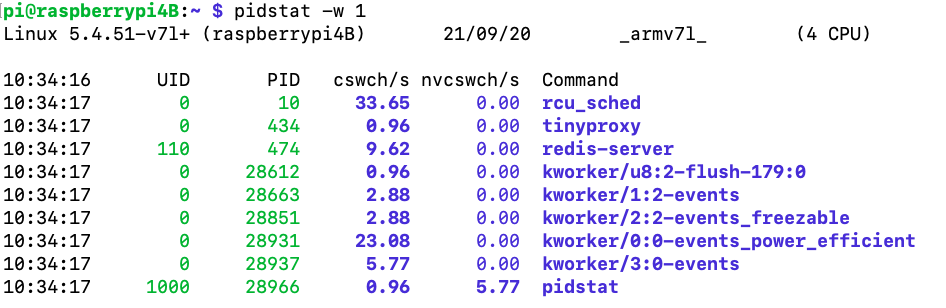 pi@raspberrypi4B:~ $ pidstat -w 1
Linux 5.4.51-v7l+ (raspberrypi4B) 21/09/20 _armv7l_ (4 CPU)
10:34:16 UID PID cswch/s nvcswch/s Command
10:34:17 0 10 33.65 0.00 rcu_sched
10:34:17 0 434 0.96 0.00 tinyproxy
10:34:17 110 474 9.62 0.00 redis-server
10:34:17 0 28612 0.96 0.00 kworker/u8:2-flush-179:0
10:34:17 0 28663 2.88 0.00 kworker/1:2-events
10:34:17 0 28851 2.88 0.00 kworker/2:2-events_freezable
10:34:17 0 28931 23.08 0.00 kworker/0:0-events_power_efficient
10:34:17 0 28937 5.77 0.00 kworker/3:0-events
10:34:17 1000 28966 0.96 5.77 pidstat